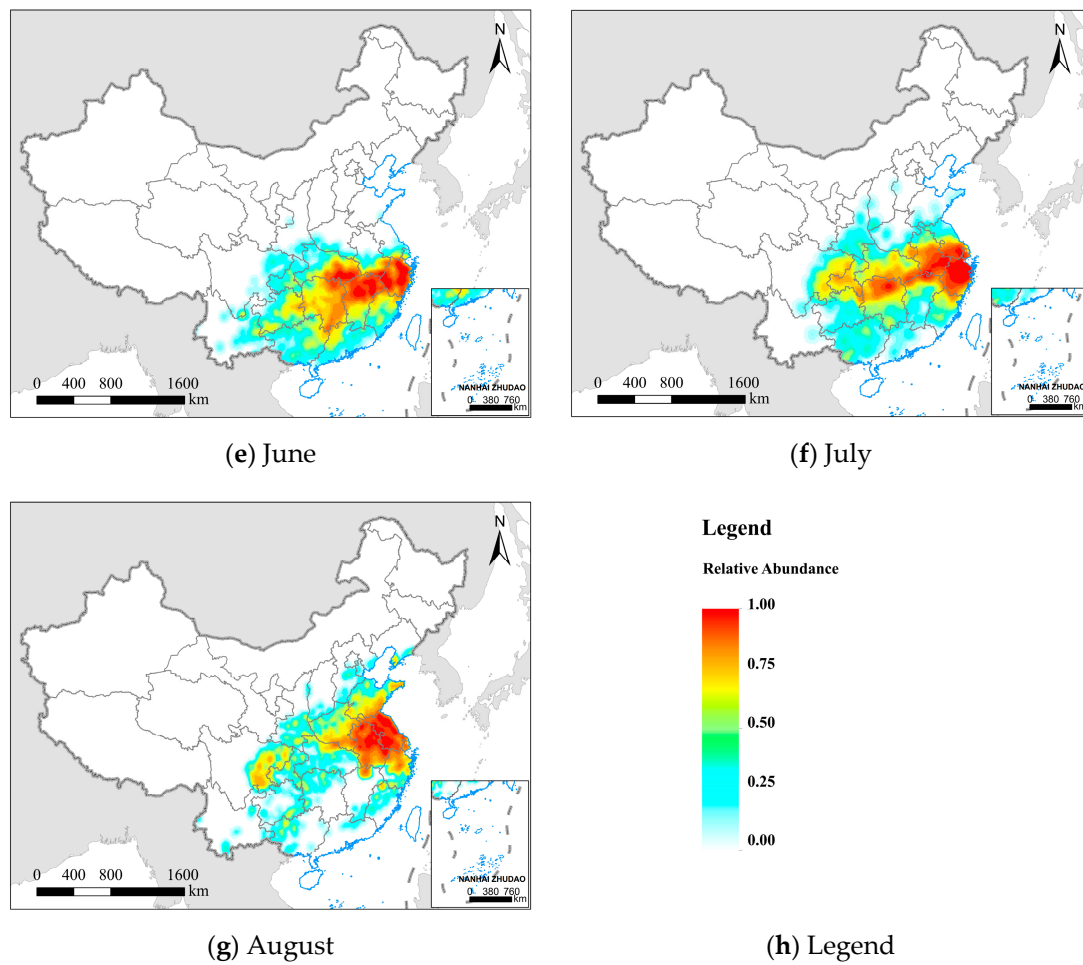 N
0 400 800 1600
km
NANHAI ZHUDAO
0 380 760
km
(e) June
N
0 400 800 1600
km
NANHAI ZHUDAO
0 380 760
km
(f) July
N
0 400 800 1600
km
NANHAI ZHUDAO
0 380 760
km
(g) August
Legend
Relative Abundance
1.00
0.75
0.50
0.25
0.00
(h) Legend